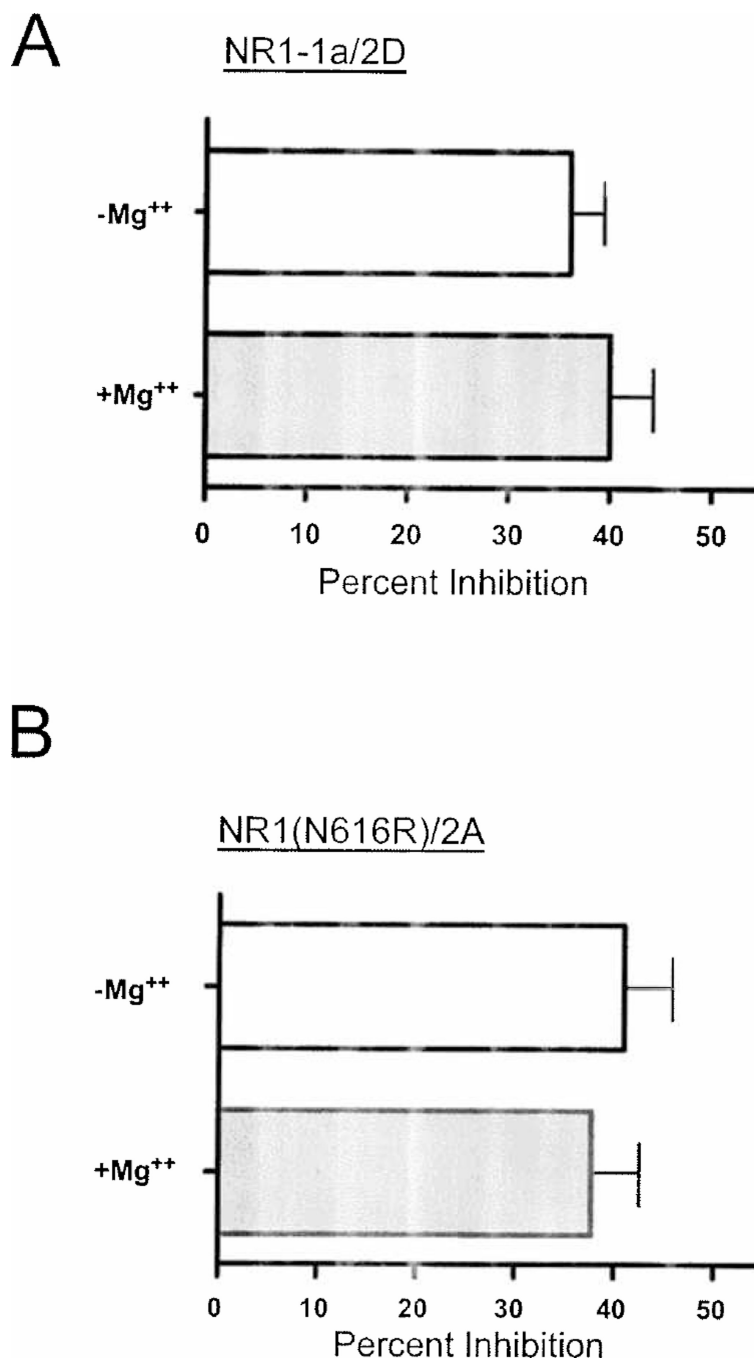 A
NR1-1a/2D
-Mg⁺⁺
+Mg⁺⁺
0 10 20 30 40 50
Percent Inhibition
B
NR1(N616R)/2A
-Mg⁺⁺
+Mg⁺⁺
0 10 20 30 40 50
Percent Inhibition